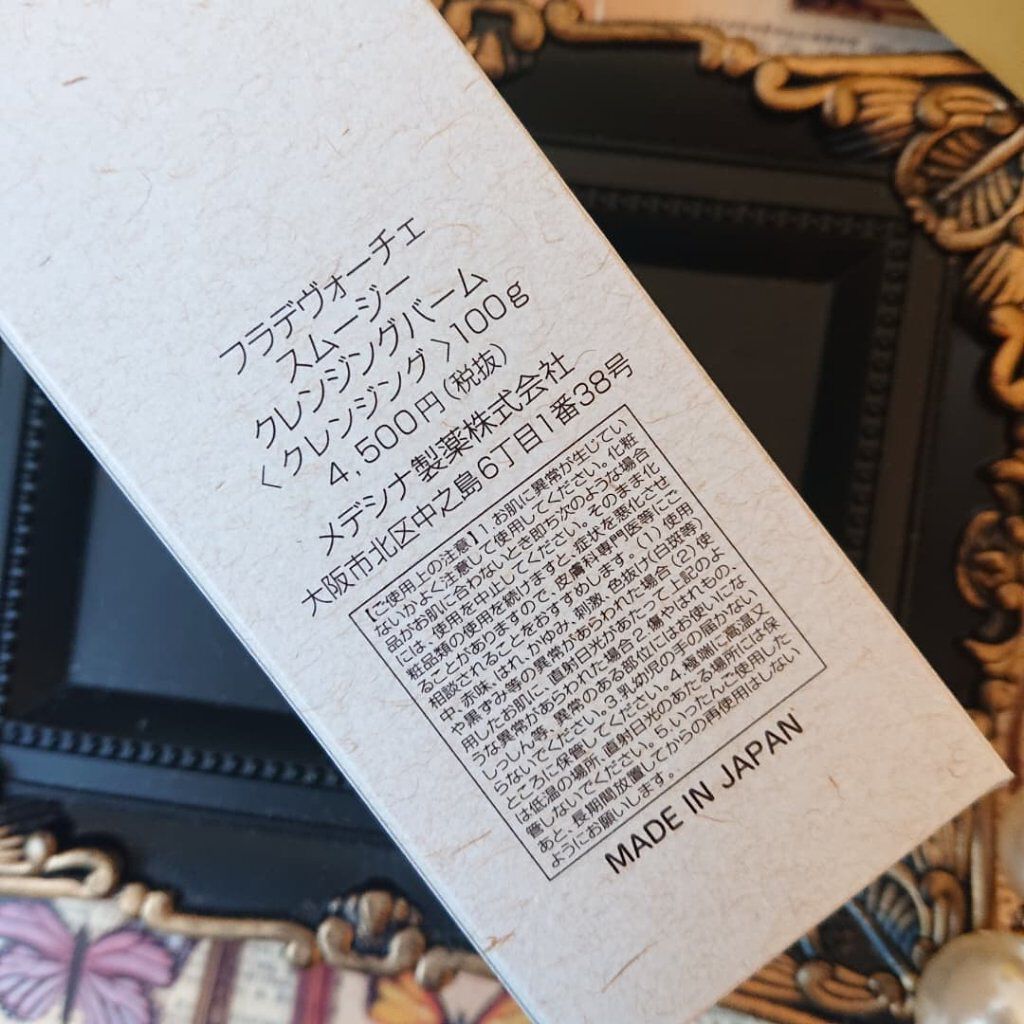 フラデヴォーチェ
スムージー
クレンジングバーム
〈クレンジング〉100g
4,500円(税抜)
メデシナ製薬株式会社
大阪市北区中之島6丁目1番38号
【ご使用上の注意】1.お肌に異常が生じてい
ないかよく注意して使用してください。化粧
品がお肌に合わないとき即ち次のような場合
には、使用を中止してください。そのまま化
粧品類の使用を続けますと、症状を悪化させ
ることがありますので、皮膚科専門医等にご
相談されることをおすすめします。(1)使用
中、赤味、はれ、かゆみ、刺激、色抜け(白斑等)
や黒ずみ等の異常があらわれた場合(2)使
用したお肌に、直射日光があたって上記のよ
うな異常があらわれた場合2.傷やはれもの、
しっしん等、異常のある部位にはお使いにな
らないでください。3.乳幼児の手の届かない
ところに保管してください。4.極端に高温又
は低温の場所、直射日光のあたる場所には保
管しないでください。5.いったんご使用した
あと、長期間放置してからの再使用はしない
ようにお願いします。
MADE IN JAPAN